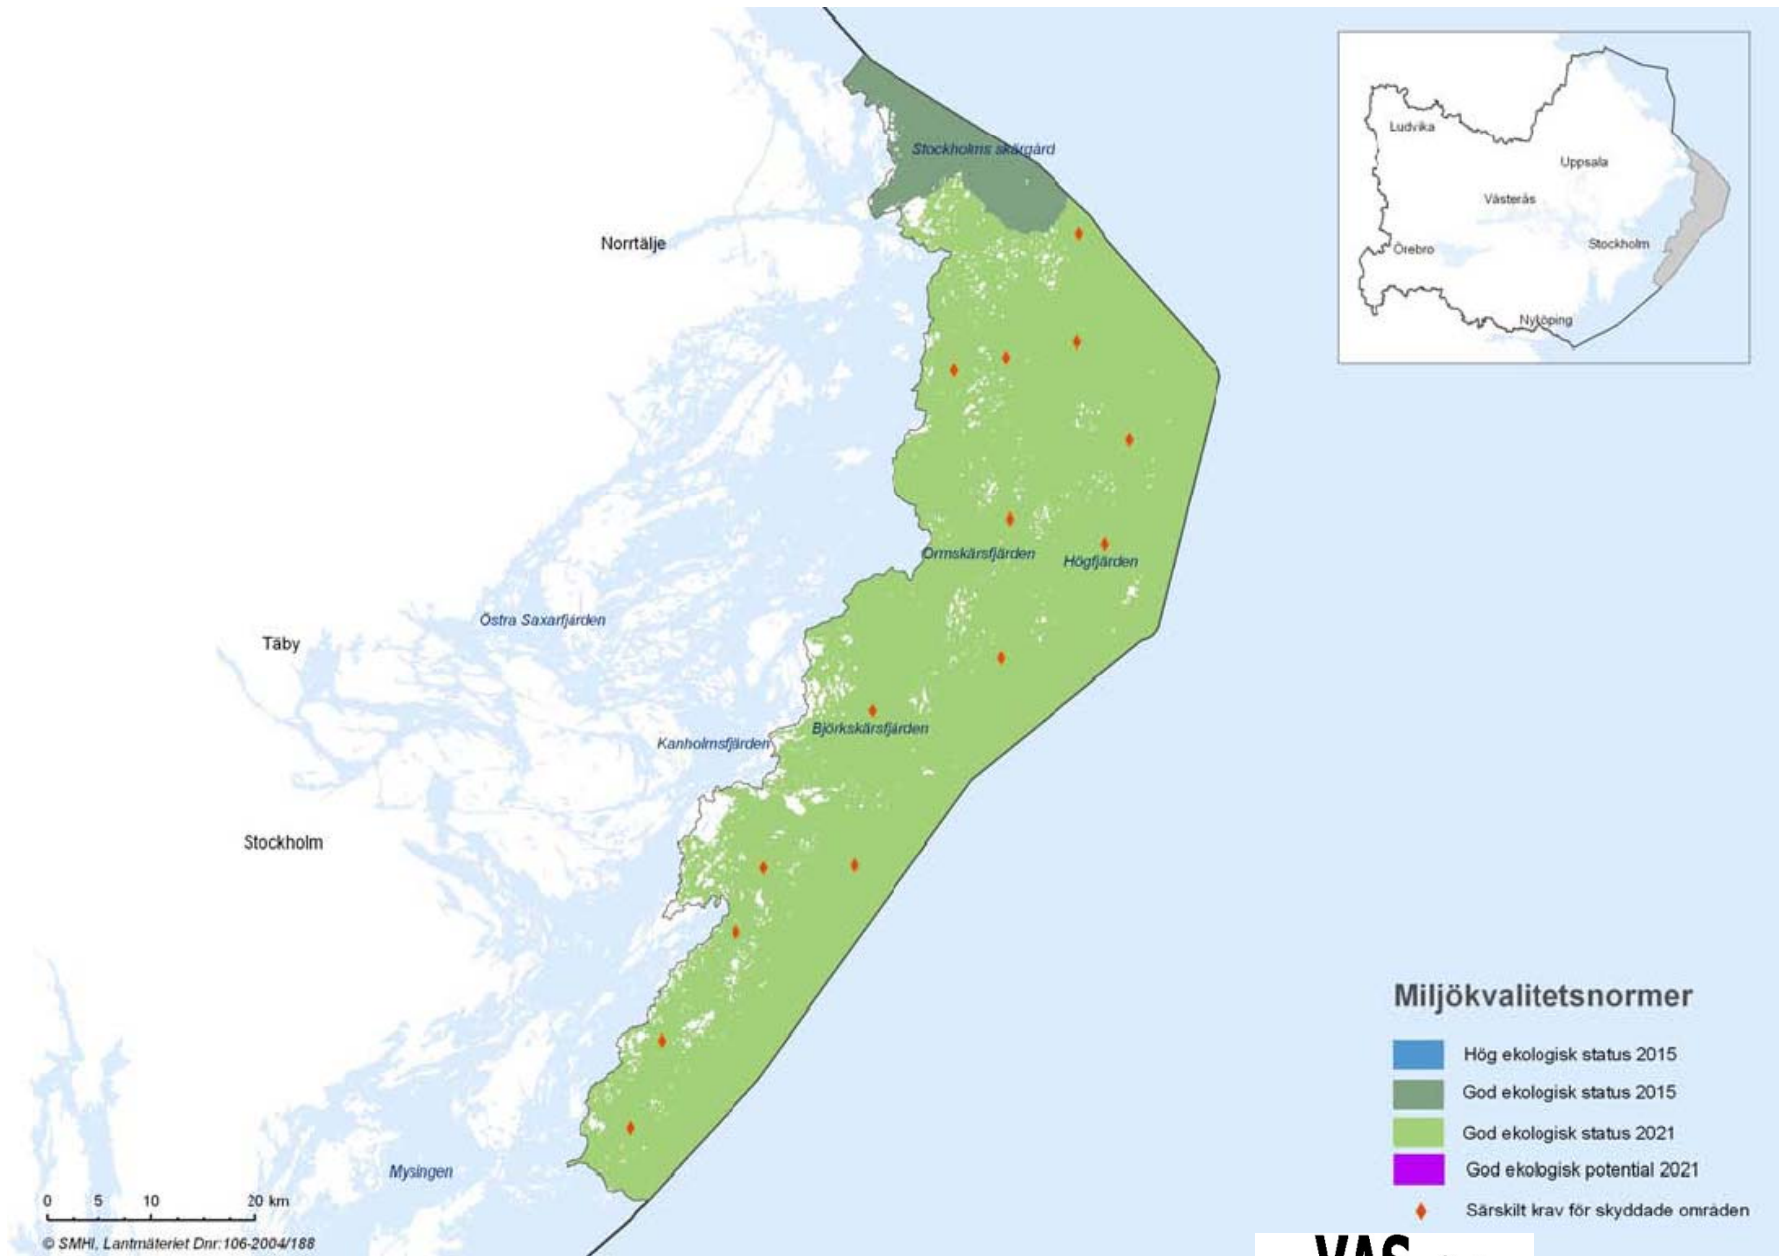 Stockholms skärgård
Norrtälje
Ormskärsfjärden
Högfjärden
Östra Saxarfjärden
Täby
Björkskärsfjärden
Kanholmsfjärden
Stockholm
Mysingen
0 5 10 20 km
© SMHI, Lantmäteriet Dnr:106-2004/188
Ludvika
Uppsala
Västerås
Stockholm
Örebro
Nyköping
Miljökvalitetsnormer
Hög ekologisk status 2015
God ekologisk status 2015
God ekologisk status 2021
God ekologisk potential 2021
Särskilt krav för skyddade områden
VAS